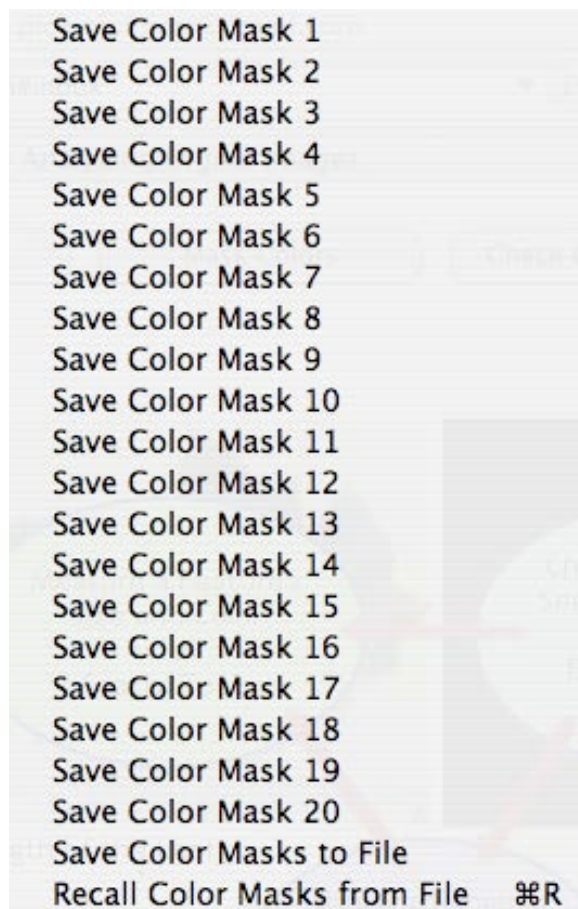 Save Color Mask 1
Save Color Mask 2
Save Color Mask 3
Save Color Mask 4
Save Color Mask 5
Save Color Mask 6
Save Color Mask 7
Save Color Mask 8
Save Color Mask 9
Save Color Mask 10
Save Color Mask 11
Save Color Mask 12
Save Color Mask 13
Save Color Mask 14
Save Color Mask 15
Save Color Mask 16
Save Color Mask 17
Save Color Mask 18
Save Color Mask 19
Save Color Mask 20
Save Color Masks to File
Recall Color Masks from File ⌘R